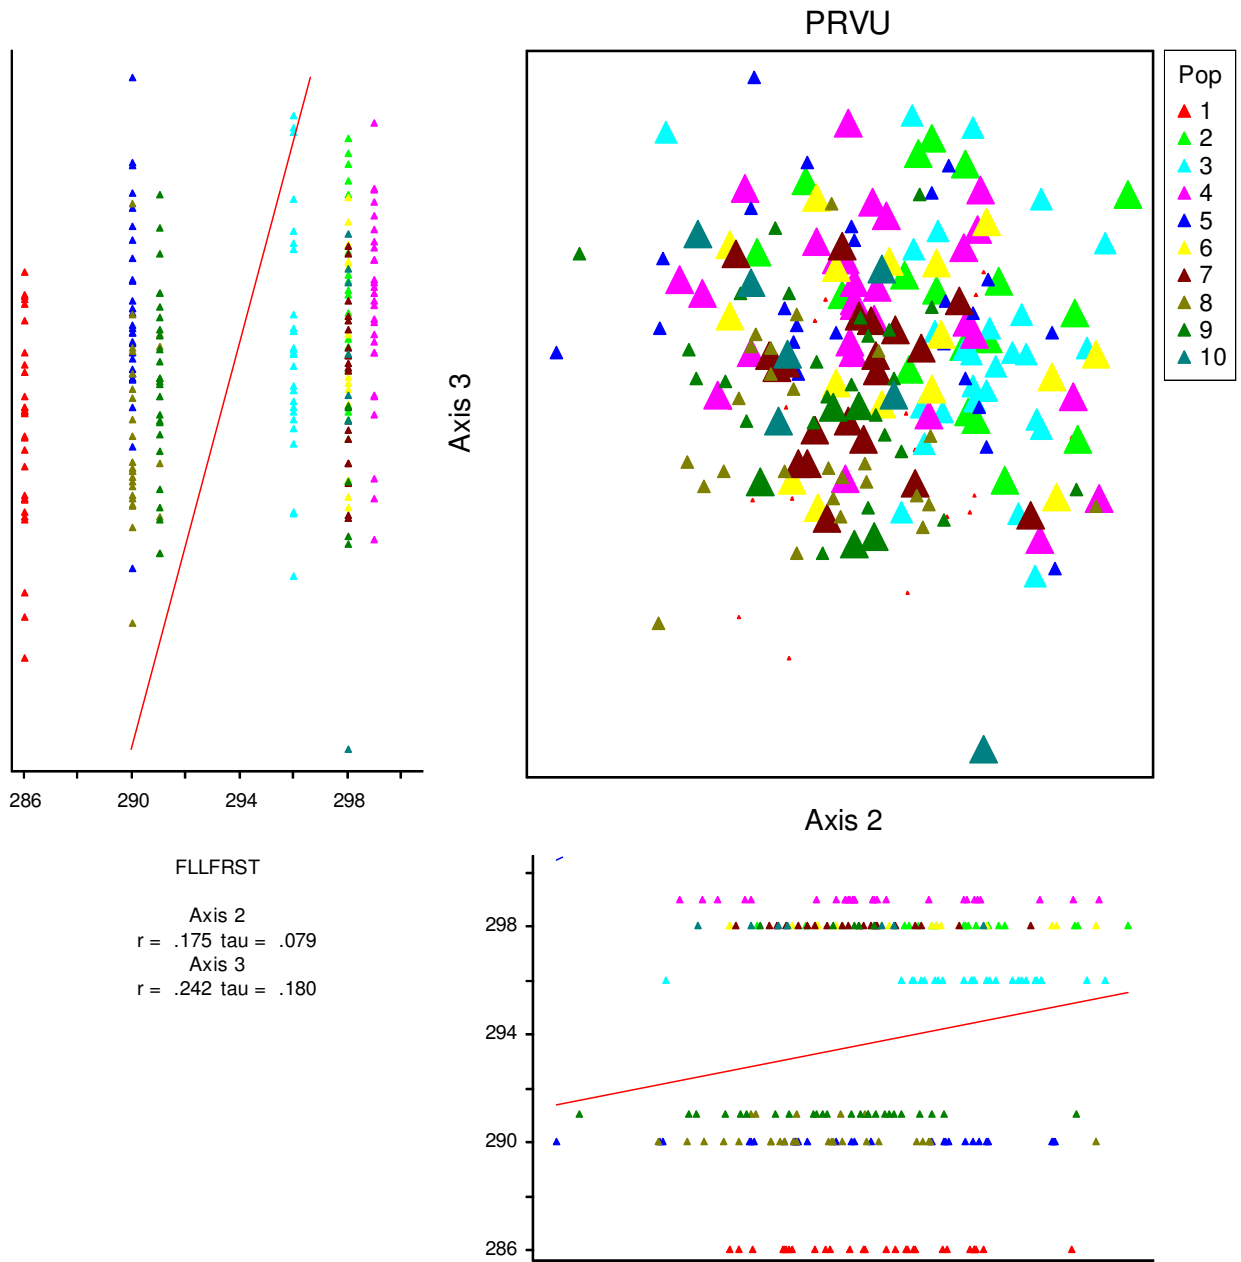 PRVU
Pop
1
2
3
4
5
6
7
8
9
10
Axis 3
286 290 294 298
Axis 2
FLLFRST
Axis 2
r = .175 tau = .079
Axis 3
r = .242 tau = .180
298
294
290
286